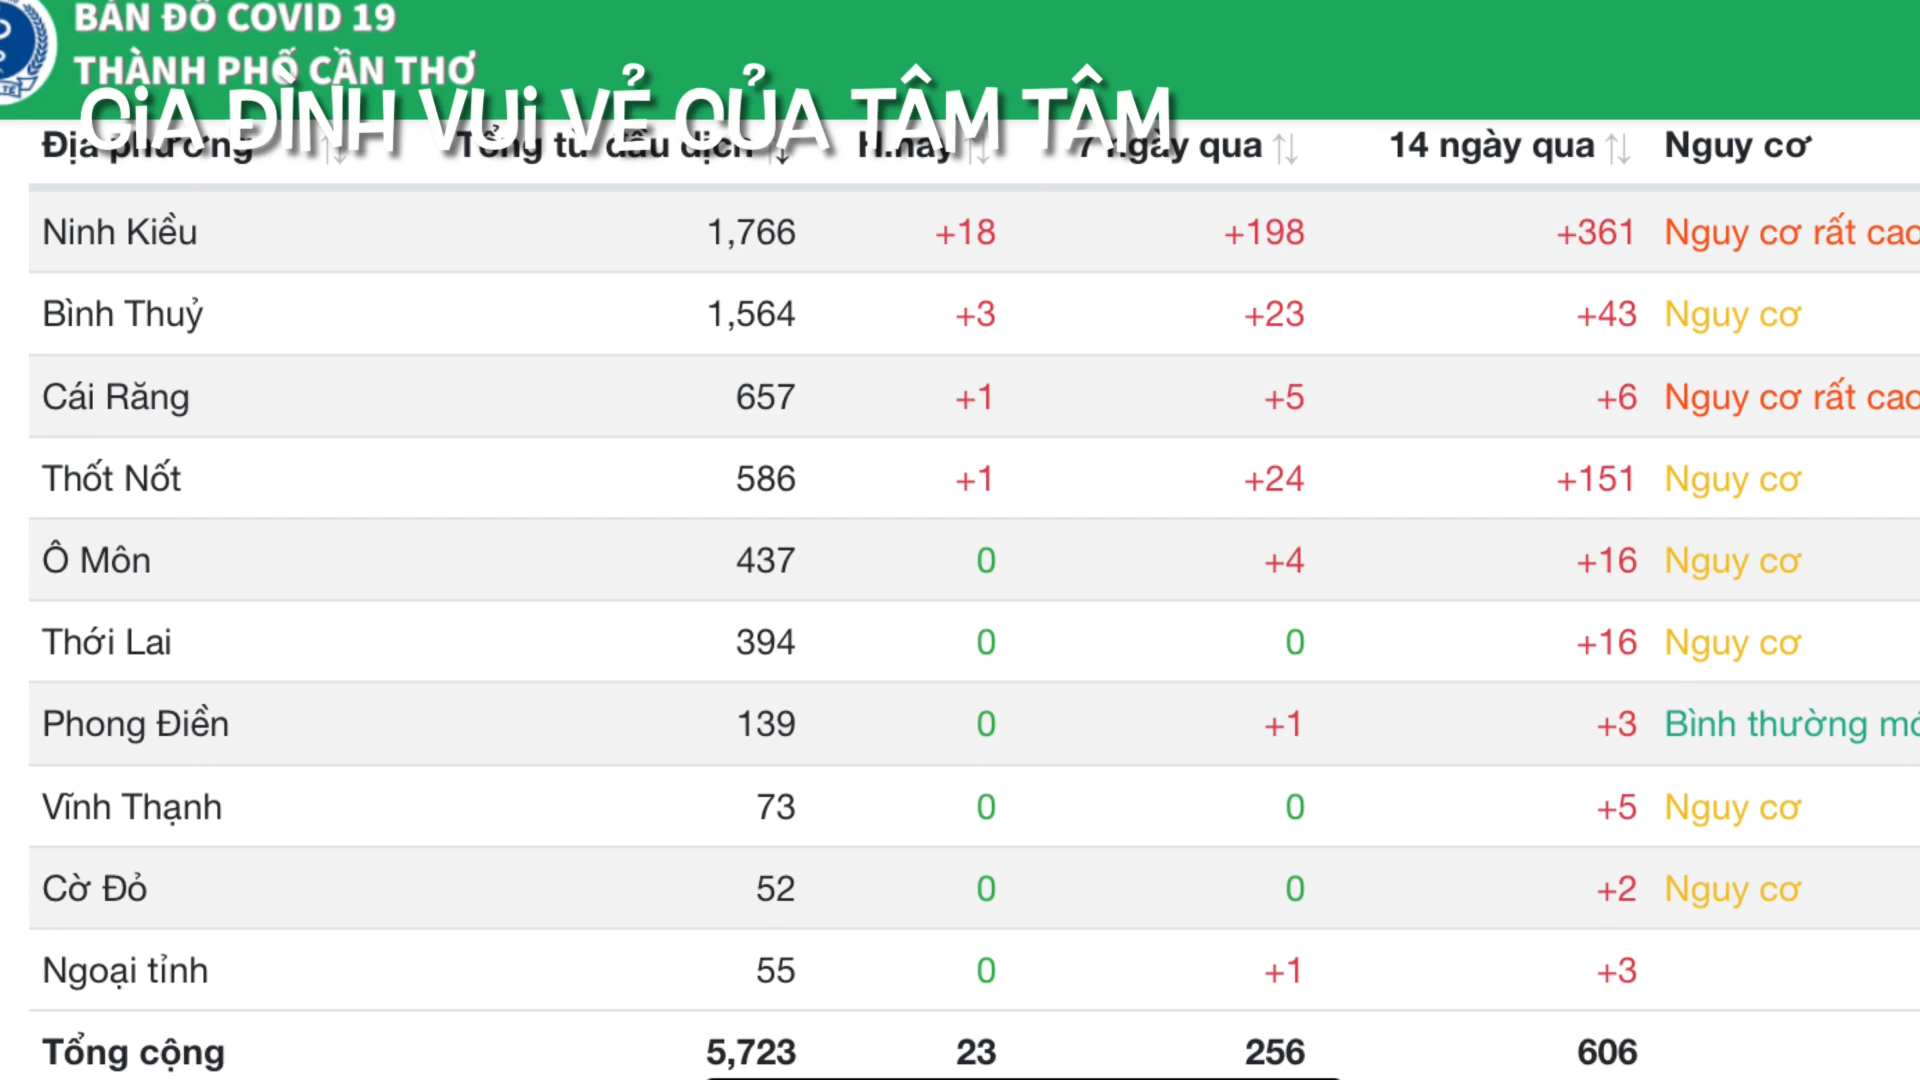 BẢN ĐỒ COVID 19
THÀNH PHỐ CẦN THƠ
GIA ĐÌNH VUI VẺ CỦA TÂM TÂM
Địa phương Tổng từ đầu dịch H.nay 7 ngày qua 14 ngày qua Nguy cơ
Ninh Kiều 1,766 +18 +198 +361 Nguy cơ rất cao
Bình Thuỷ 1,564 +3 +23 +43 Nguy cơ
Cái Răng 657 +1 +5 +6 Nguy cơ rất cao
Thốt Nốt 586 +1 +24 +151 Nguy cơ
Ô Môn 437 0 +4 +16 Nguy cơ
Thới Lai 394 0 0 +16 Nguy cơ
Phong Điền 139 0 +1 +3 Bình thường
Vĩnh Thạnh 73 0 0 +5 Nguy cơ
Cờ Đỏ 52 0 0 +2 Nguy cơ
Ngoại tỉnh 55 0 +1 +3
Tổng cộng 5,723 23 256 606